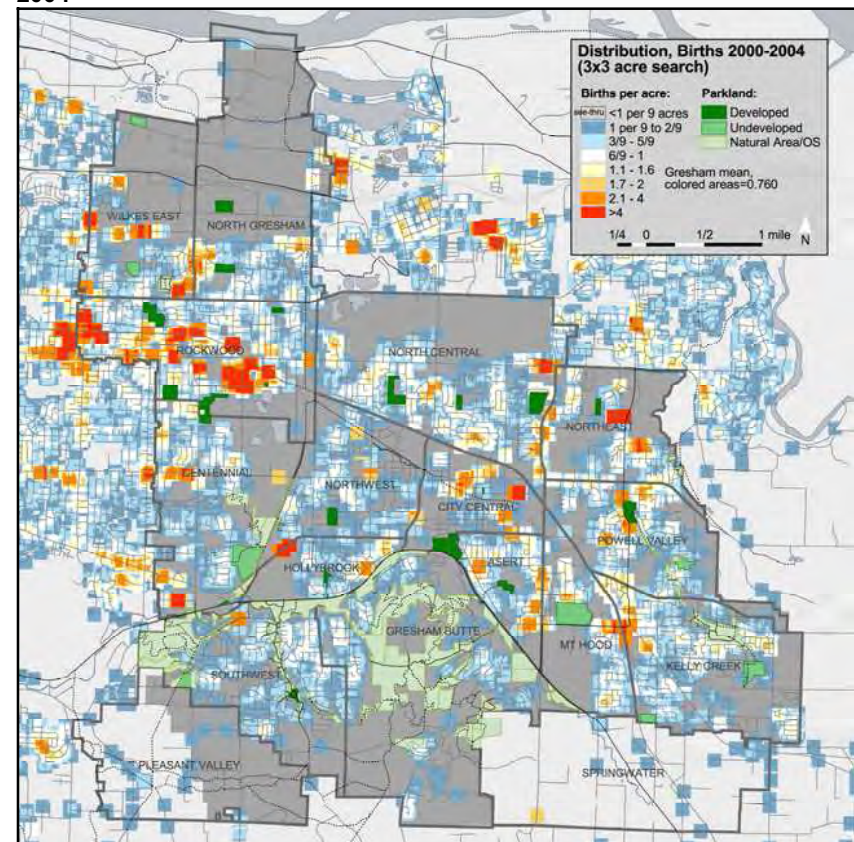 Distribution, Births 2000-2004
(3x3 acre search)
Births per acre:
Parkland:
see-thru <1 per 9 acres
1 per 9 to 2/9
3/9 - 5/9
6/9 - 1
1.1 - 1.6
1.7 - 2
2.1 - 4
>4
Developed
Undeveloped
Natural Area/OS
Gresham mean,
colored areas=0.760
1/4 0 1/2 1 mile
N
WILKES EAST
NORTH GRESHAM
ROCKWOOD
NORTH CENTRAL
NORTHEAST
CENTENNIAL
NORTHWEST
CITY CENTRAL
POWELL VALLEY
HOLLYBROOK
ASERT
GRESHAM BUTTE
MT HOOD
KELLY CREEK
SOUTHWEST
PLEASANT VALLEY
SPRINGWATER